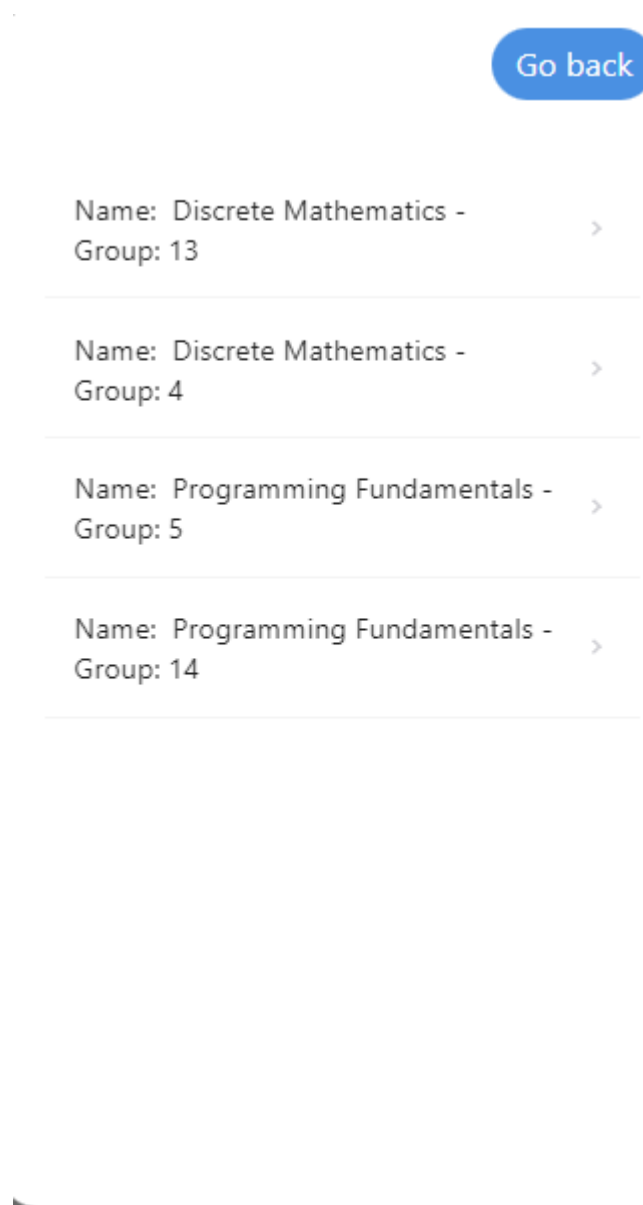 Go back
Name:  Discrete Mathematics -
Group: 13
Name:  Discrete Mathematics -
Group: 4
Name:  Programming Fundamentals -
Group: 5
Name:  Programming Fundamentals -
Group: 14